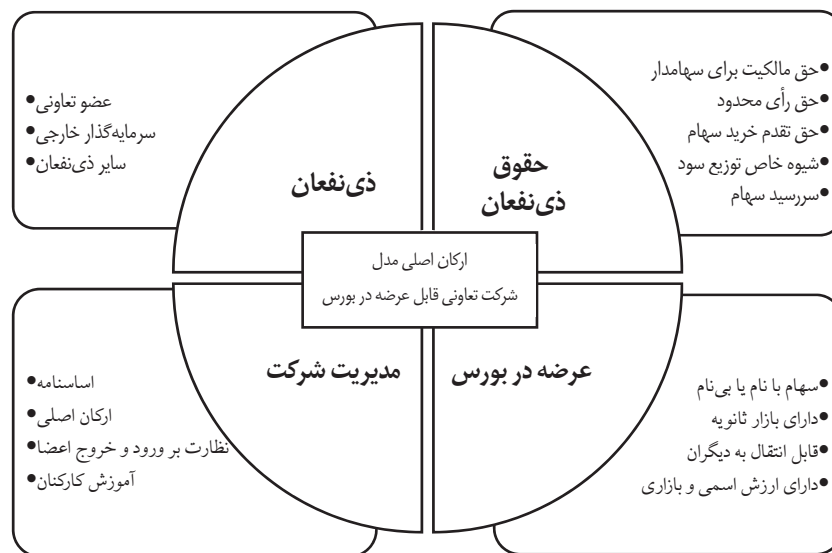 حق مالکیت برای سهامدار
حق رأی محدود
حق تقدم خرید سهام
شیوه خاص توزیع سود
سررسید سهام
حقوق
ذی‌نفعان
عضو تعاونی
سرمایه‌گذار خارجی
سایر ذی‌نفعان
ذی‌نفعان
ارکان اصلی مدل
شرکت تعاونی قابل عرضه در بورس
عرضه در بورس
سهام با نام یا بی‌نام
دارای بازار ثانویه
قابل انتقال به دیگران
دارای ارزش اسمی و بازاری
مدیریت شرکت
اساسنامه
ارکان اصلی
نظارت بر ورود و خروج اعضا
آموزش کارکنان